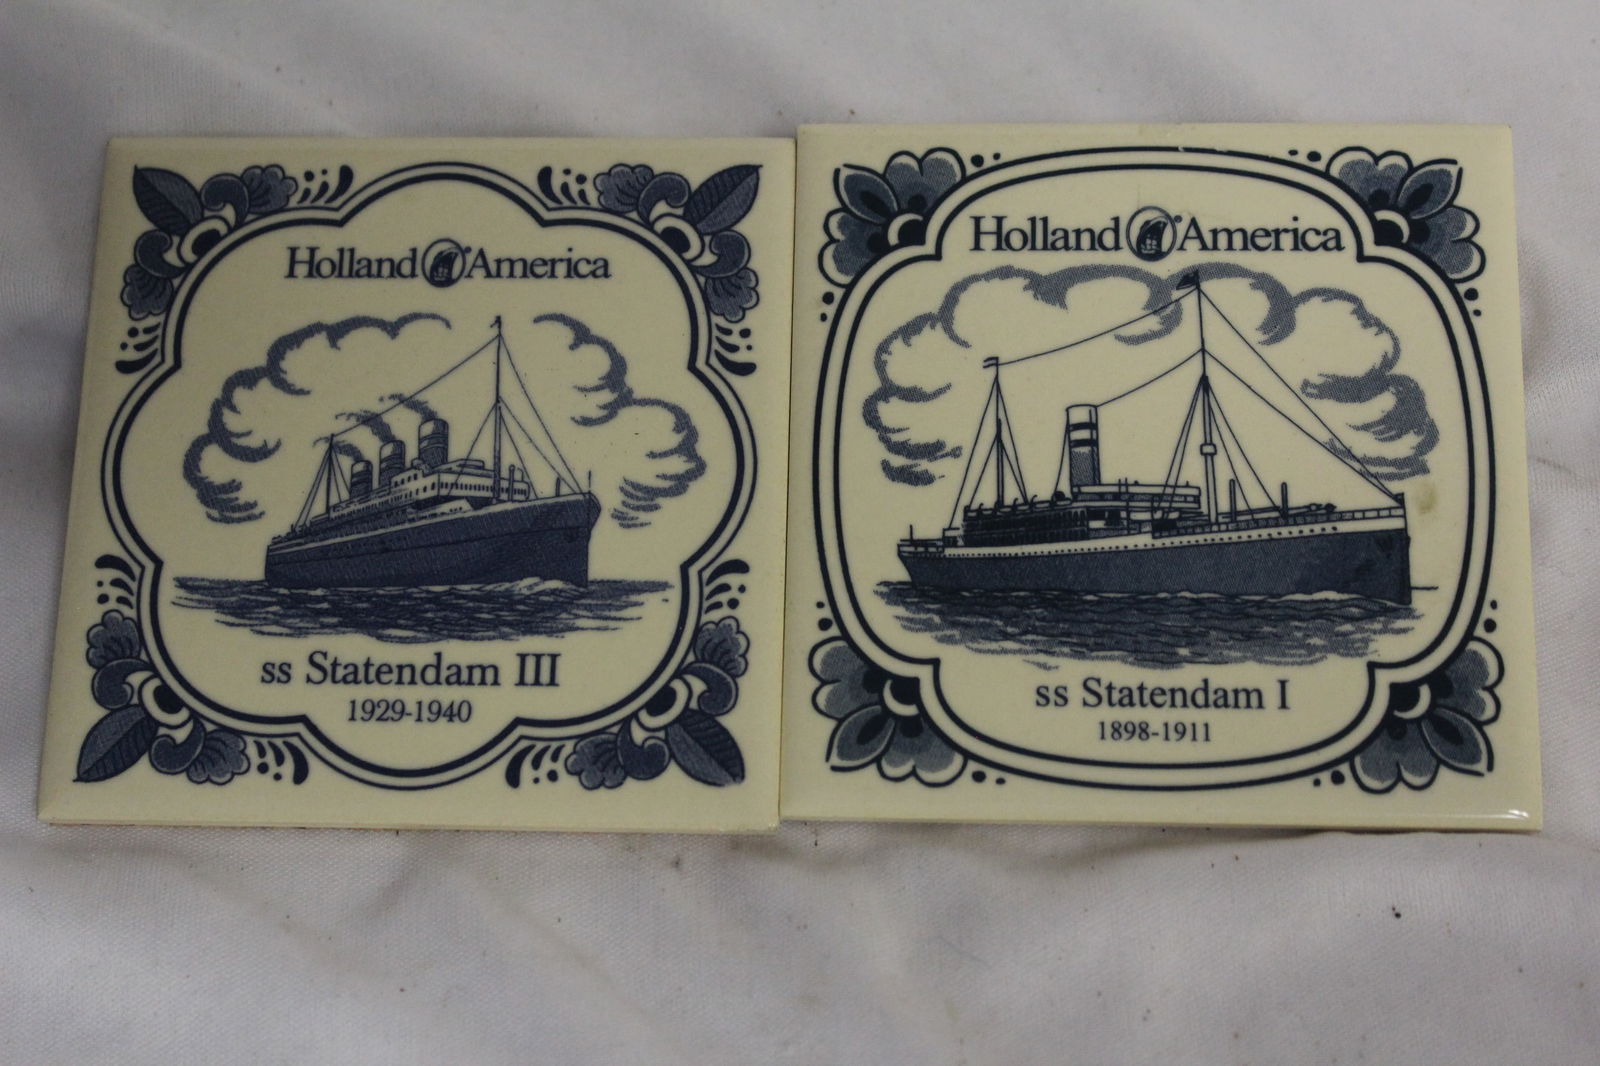 Holland America
ss Statendam III
1929-1940
Holland America
ss Statendam I
1898-1911